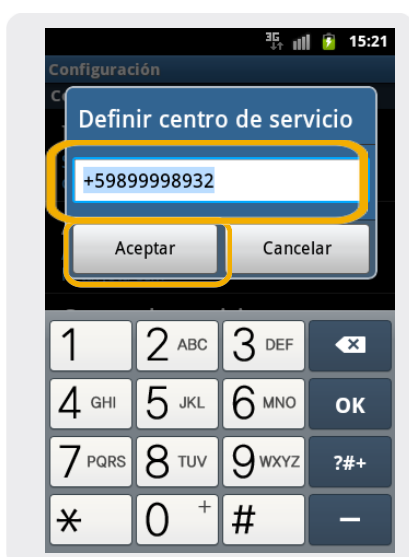 3G 15:21
Configuración
Definir centro de servicio
+59899998932
Aceptar Cancelar
1 2 ABC 3 DEF
4 GHI 5 JKL 6 MNO OK
7 PQRS 8 TUV 9 WXYZ ?#+
* 0 + # –